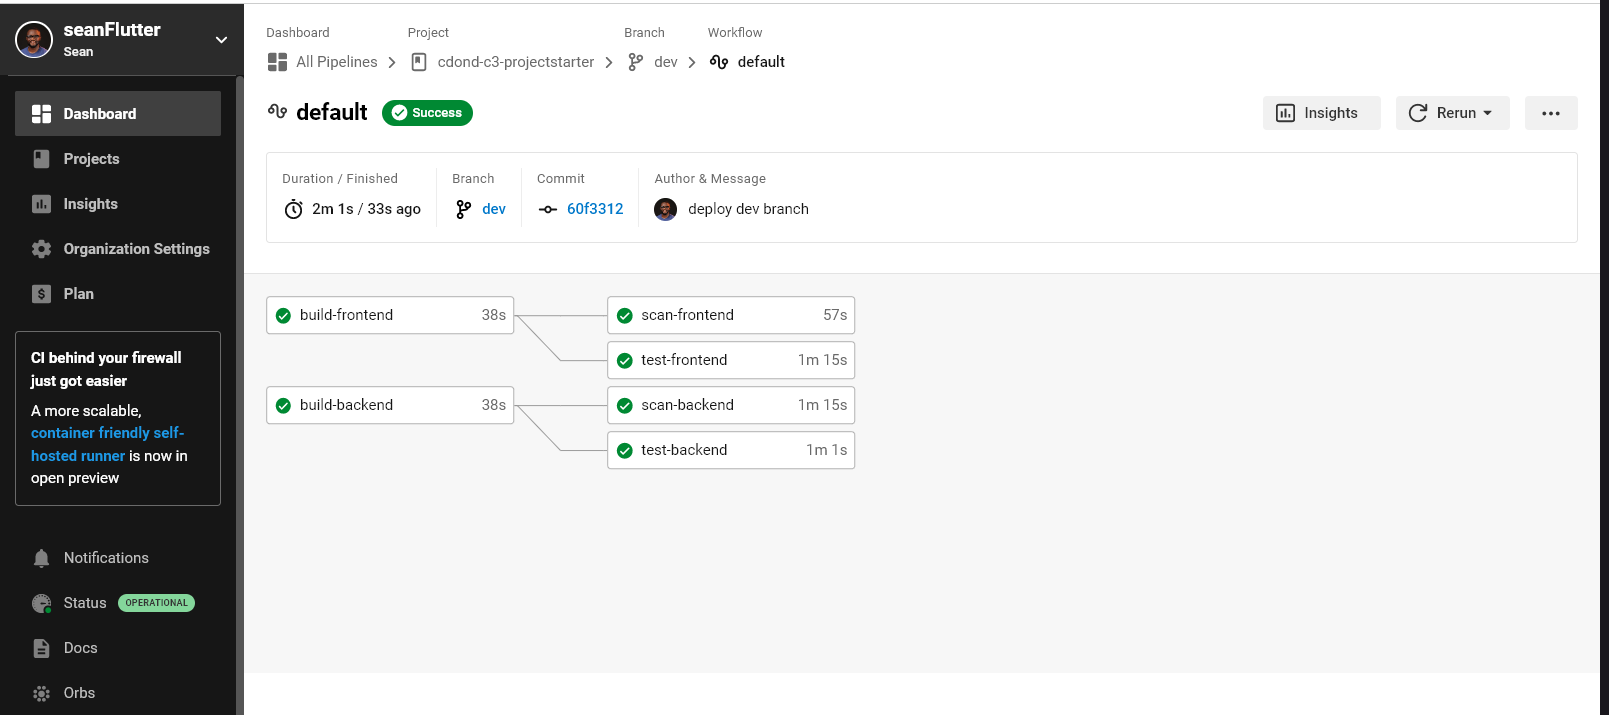 seanFlutter
Sean
Dashboard
Projects
Insights
Organization Settings
Plan
CI behind your firewall
just got easier
A more scalable,
container friendly self-
hosted runner is now in
open preview
Notifications
Status OPERATIONAL
Docs
Orbs
Dashboard Project Branch Workflow
All Pipelines cdond-c3-projectstarter dev default
default Success Insights Rerun
Duration / Finished Branch Commit Author & Message
2m 1s / 33s ago dev 60f3312 deploy dev branch
build-frontend 38s scan-frontend 57s
test-frontend 1m 15s
build-backend 38s scan-backend 1m 15s
test-backend 1m 1s